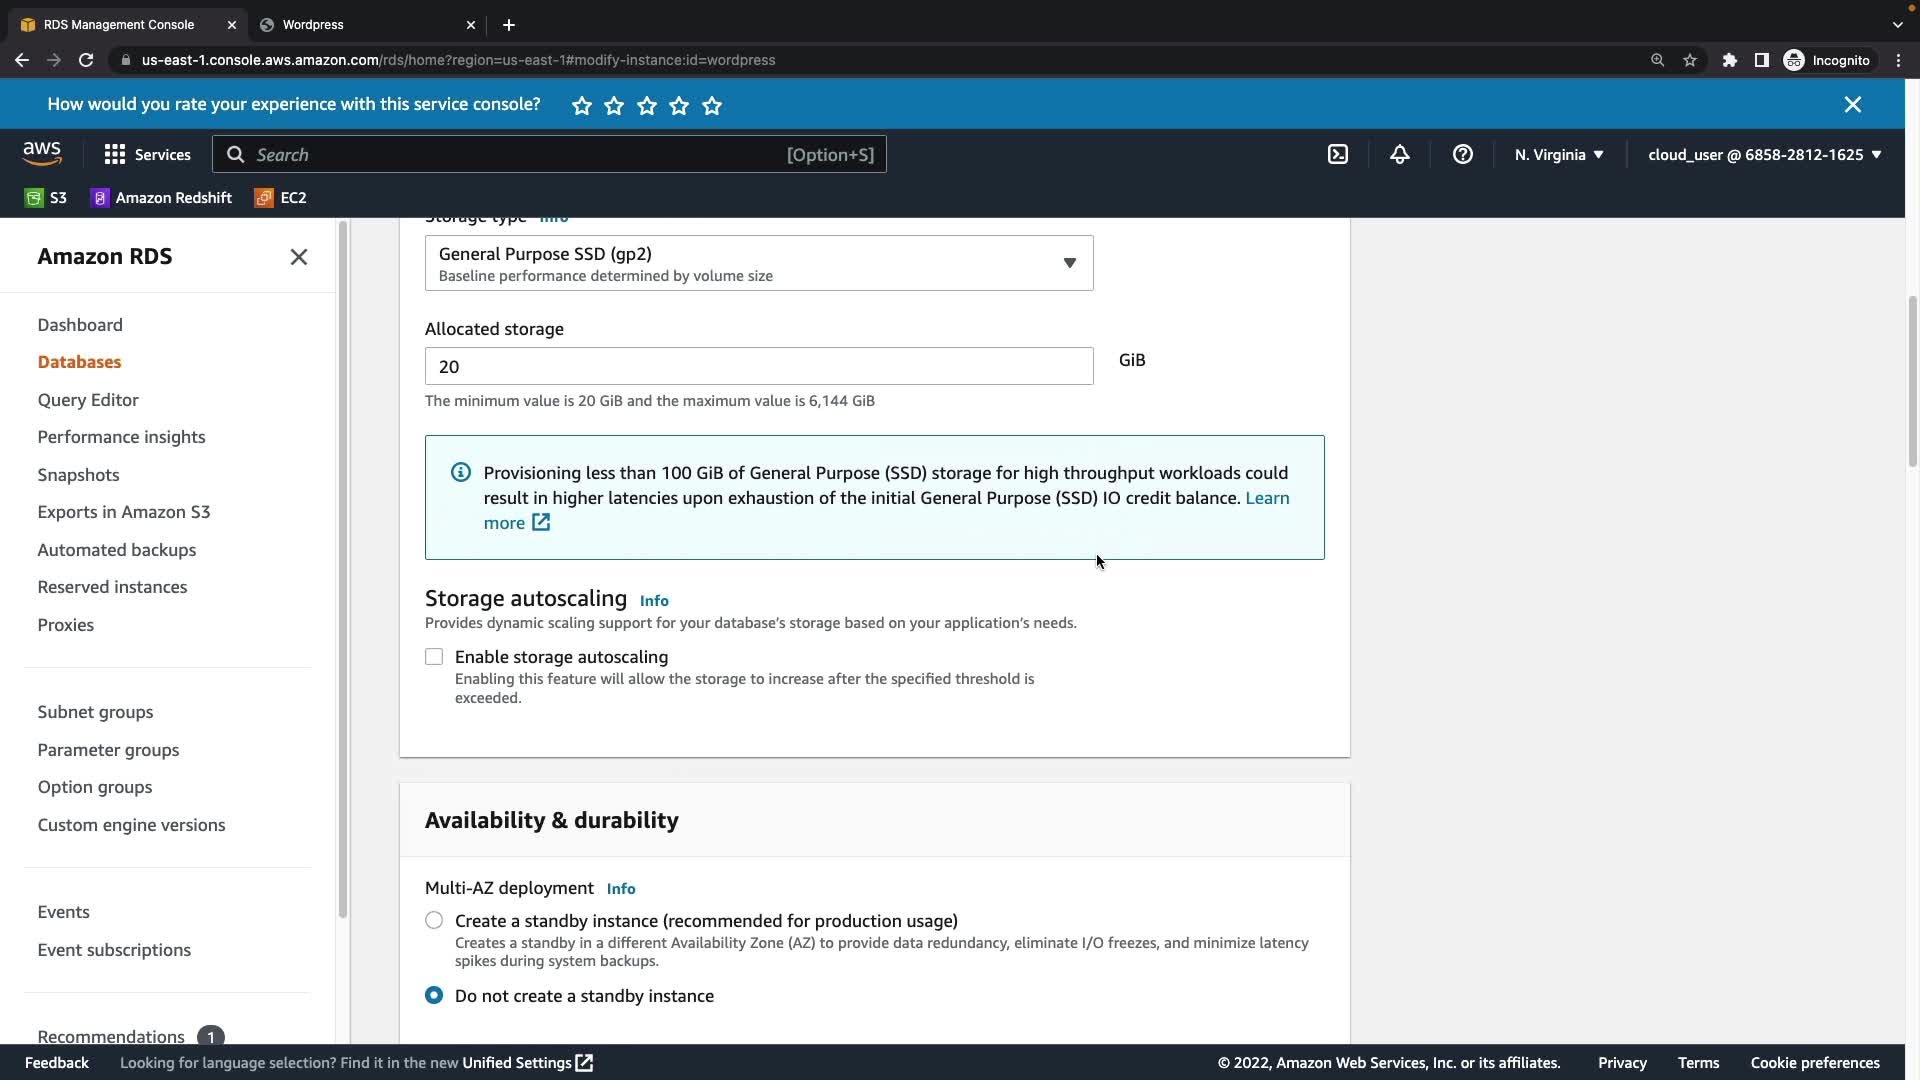 RDS Management Console
Wordpress
us-east-1.console.aws.amazon.com/rds/home?region=us-east-1#modify-instance:id=wordpress
Incognito
How would you rate your experience with this service console?
aws
Services
Search
[Option+S]
N. Virginia
cloud_user @ 6858-2812-1625
S3
Amazon Redshift
EC2
Amazon RDS
Dashboard
Databases
Query Editor
Performance insights
Snapshots
Exports in Amazon S3
Automated backups
Reserved instances
Proxies
Subnet groups
Parameter groups
Option groups
Custom engine versions
Events
Event subscriptions
Recommendations 1
Storage type Info
General Purpose SSD (gp2)
Baseline performance determined by volume size
Allocated storage
20
GiB
The minimum value is 20 GiB and the maximum value is 6,144 GiB
Provisioning less than 100 GiB of General Purpose (SSD) storage for high throughput workloads could
result in higher latencies upon exhaustion of the initial General Purpose (SSD) IO credit balance. Learn
more
Storage autoscaling Info
Provides dynamic scaling support for your database's storage based on your application's needs.
Enable storage autoscaling
Enabling this feature will allow the storage to increase after the specified threshold is
exceeded.
Availability & durability
Multi-AZ deployment Info
Create a standby instance (recommended for production usage)
Creates a standby in a different Availability Zone (AZ) to provide data redundancy, eliminate I/O freezes, and minimize latency
spikes during system backups.
Do not create a standby instance
Feedback
Looking for language selection? Find it in the new Unified Settings
© 2022, Amazon Web Services, Inc. or its affiliates.
Privacy
Terms
Cookie preferences